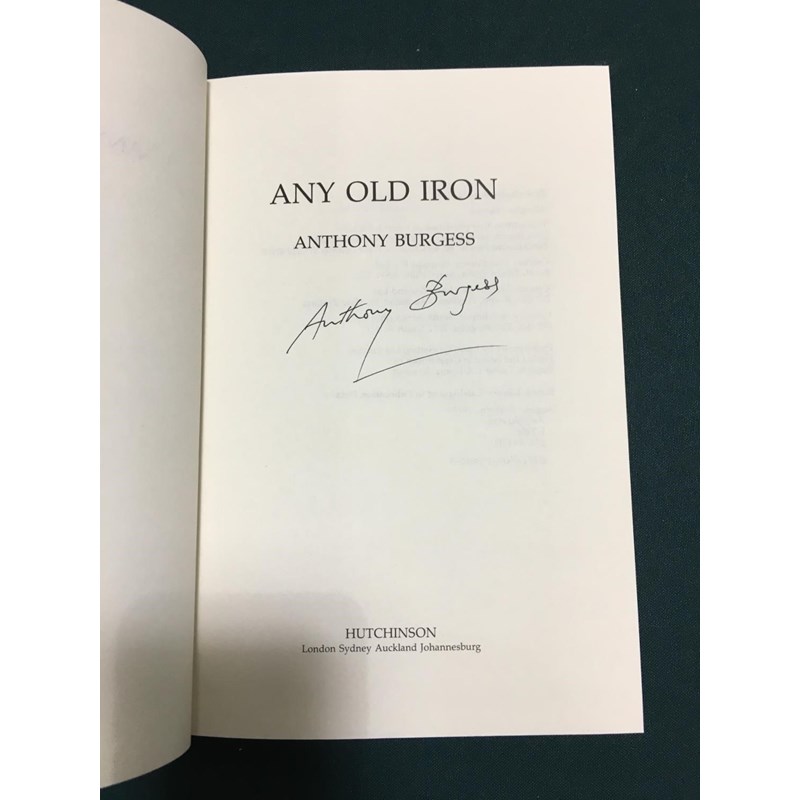 ANY OLD IRON
ANTHONY BURGESS
Anthony Burgess
HUTCHINSON
London Sydney Auckland Johannesburg